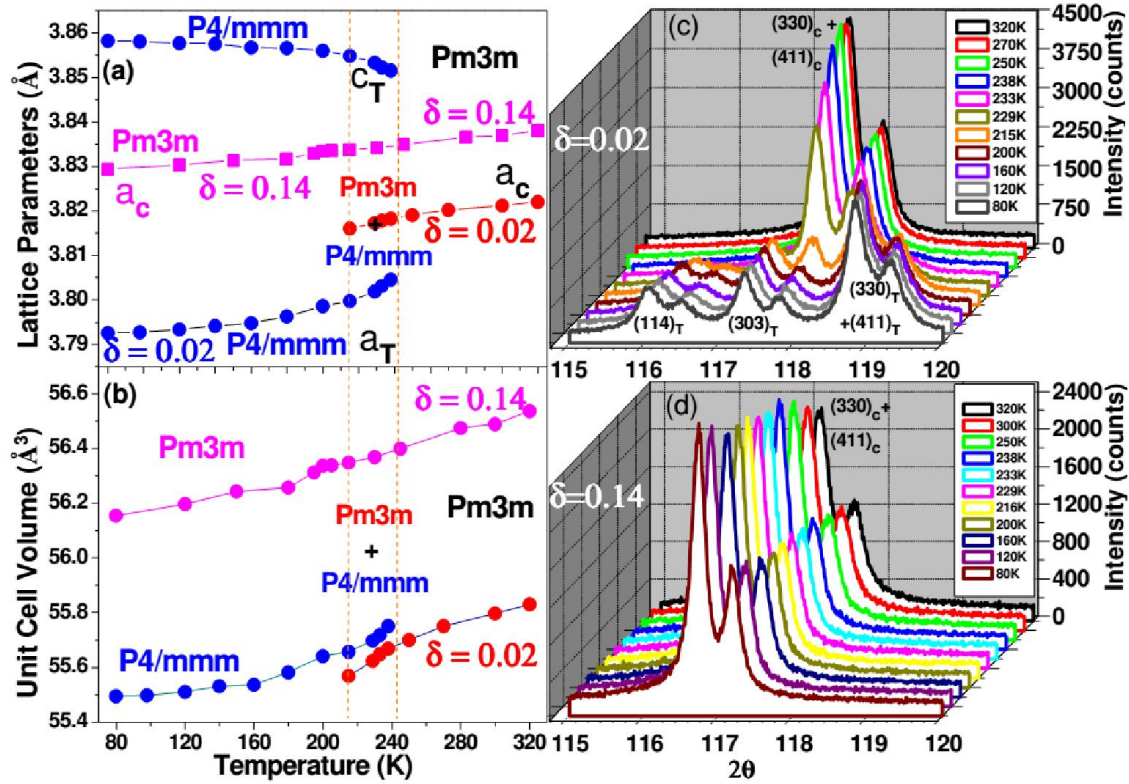 3.86
3.85
3.84
3.83
3.82
3.81
3.80
3.79
Lattice Parameters (Å)
P4/mmm
(a)
c_T
Pm3m
δ = 0.14
Pm3m
a_c
δ = 0.14
Pm3m
+
P4/mmm
a_c
δ = 0.02
δ = 0.02
P4/mmm
a_T
56.6
56.4
56.2
56.0
55.8
55.6
55.4
Unit Cell Volume (Å³)
(b)
δ = 0.14
Pm3m
Pm3m
+
P4/mmm
Pm3m
P4/mmm
δ = 0.02
80 120 160 200 240 280 320
Temperature (K)
(c)
δ=0.02
(330)_C +
(411)_C
320K
270K
250K
238K
233K
229K
215K
200K
160K
120K
80K
4500
3750
3000
2250
1500
750
0
Intensity (counts)
(114)_T
(303)_T
(330)_T
+(411)_T
115 116 117 118 119 120
(d)
δ=0.14
(330)_C+
(411)_C
320K
300K
250K
238K
233K
229K
216K
200K
160K
120K
80K
2400
2000
1600
1200
800
400
0
Intensity (counts)
115 116 117 118 119 120
2θ